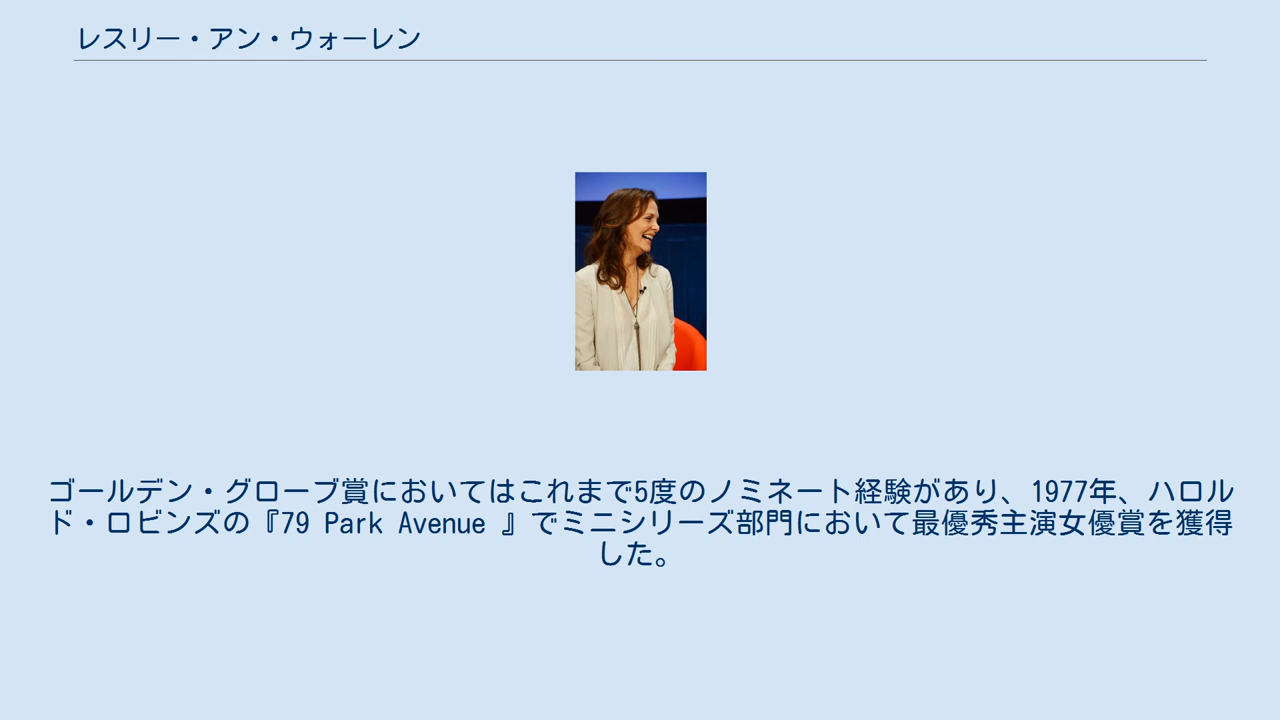 レスリー・アン・ウォーレン
ゴールデン・グローブ賞においてはこれまで5度のノミネート経験があり、1977年、ハロル
ド・ロビンズの『79 Park Avenue 』でミニシリーズ部門において最優秀主演女優賞を獲得
した。